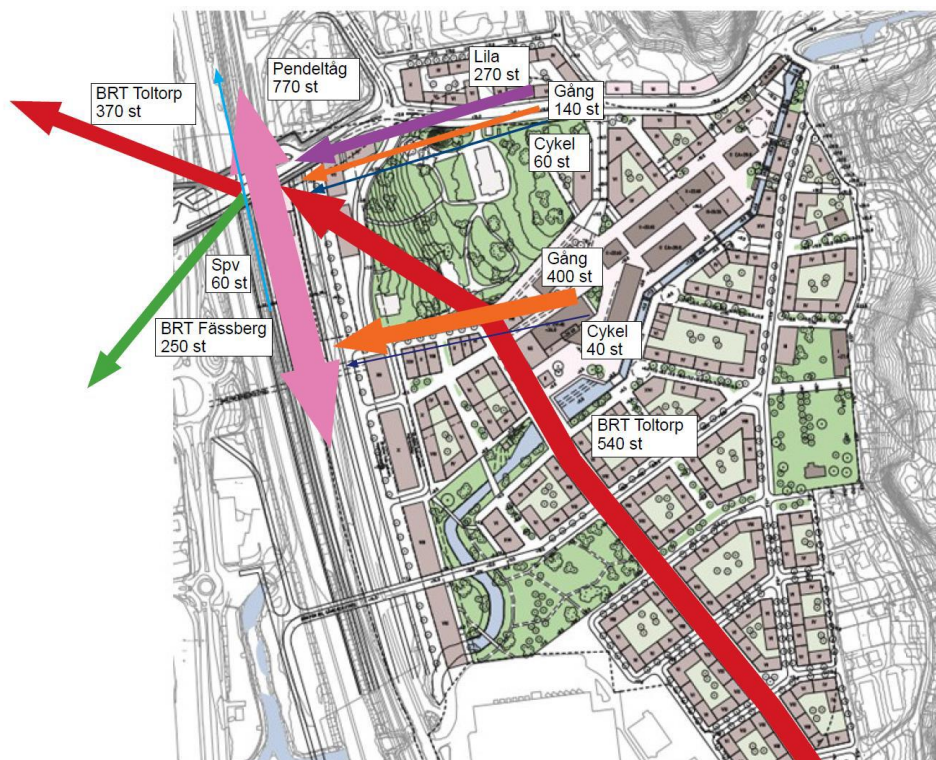 Lila
270 st
Pendeltåg
770 st
BRT Toltorp
370 st
Gång
140 st
Cykel
60 st
Gång
400 st
Spv
60 st
BRT Fässberg
250 st
Cykel
40 st
BRT Toltorp
540 st